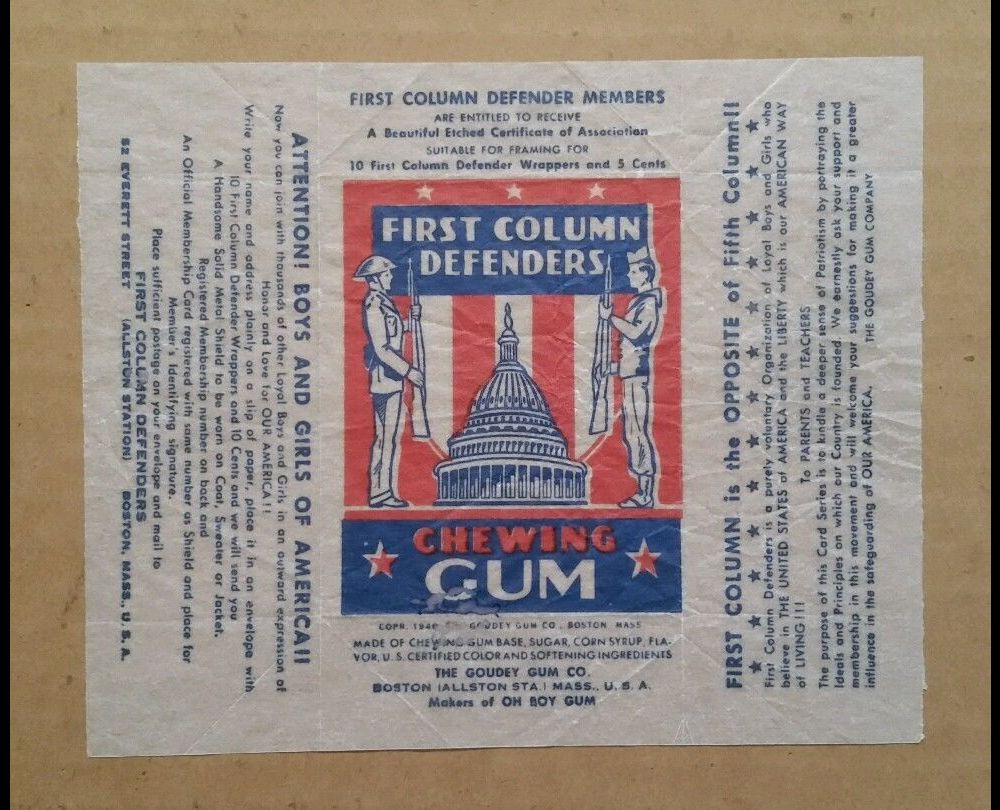 FIRST COLUMN DEFENDER MEMBERS
ARE ENTITLED TO RECEIVE
A Beautiful Etched Certificate of Association
SUITABLE FOR FRAMING FOR
10 First Column Defender Wrappers and 5 Cents
FIRST COLUMN
DEFENDERS
CHEWING
GUM
COPR. 1940 GOUDEY GUM CO., BOSTON, MASS
MADE OF CHEWING GUM BASE, SUGAR, CORN SYRUP, FLA-
VOR, U. S. CERTIFIED COLOR AND SOFTENING INGREDIENTS
THE GOUDEY GUM CO.
BOSTON (ALLSTON STA.) MASS., U. S. A.
Makers of OH BOY GUM
ATTENTION! BOYS AND GIRLS OF AMERICA!!
Now you can join with thousands of other Loyal Boys and Girls in an outward expression of
Honor and Love for OUR AMERICA!!
Write your name and address plainly on a slip of paper, place it in an envelope with
10 First Column Defender Wrappers and 10 Cents and we will send you
A Handsome Solid Metal Shield to be worn on Coat, Sweater or Jacket.
Registered Membership number on back and
An Official Membership Card registered with same number as Shield and place for
Member's Identifying signature.
Place sufficient postage on your envelope and mail to
FIRST COLUMN DEFENDERS
52 EVERETT STREET (ALLSTON STATION) BOSTON, MASS., U. S. A.
FIRST COLUMN is the OPPOSITE of Fifth Column!!
First Column Defenders is a purely voluntary Organization of Loyal Boys and Girls who
believe in THE UNITED STATES of AMERICA and the LIBERTY which is our AMERICAN WAY
of LIVING!!!
To PARENTS and TEACHERS
The purpose of this Card Series is to kindle a deeper sense of Patriotism by portraying the
Ideals and Principles on which our Country is founded. We earnestly ask your support and
membership in this movement and will welcome your suggestions for making it a greater
influence in the safeguarding of OUR AMERICA. THE GOUDEY GUM COMPANY